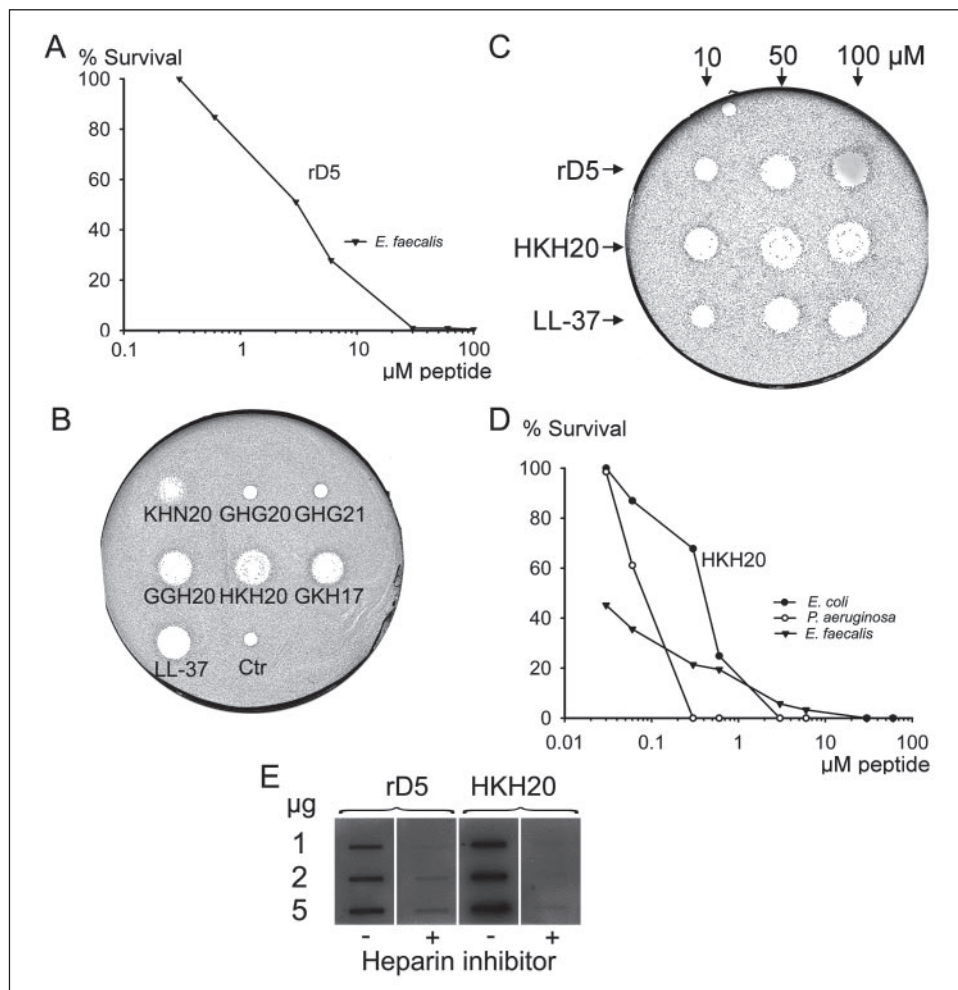 A
% Survival
100
80
60
40
20
0
rD5
E. faecalis
0.1 1 10 100
µM peptide
B
KHN20 GHG20 GHG21
GGH20 HKH20 GKH17
LL-37 Ctr
C
10 50 100 µM
rD5
HKH20
LL-37
D
% Survival
100
80
60
40
20
0
HKH20
E. coli
P. aeruginosa
E. faecalis
0.01 0.1 1 10 100
µM peptide
E
rD5 HKH20
µg
1
2
5
- + - +
Heparin inhibitor